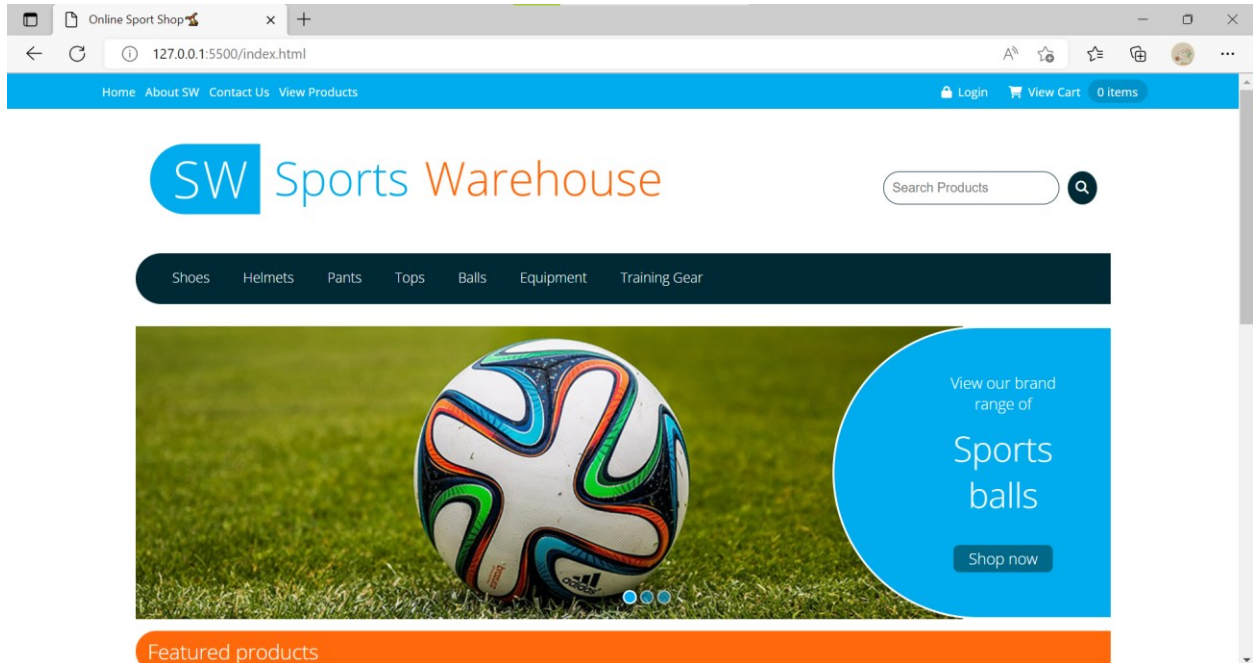 Online Sport Shop
127.0.0.1:5500/index.html
Home About SW Contact Us View Products Login View Cart 0 items
SW Sports Warehouse
Search Products
Shoes Helmets Pants Tops Balls Equipment Training Gear
View our brand
range of
Sports
balls
Shop now
adidas
Featured products